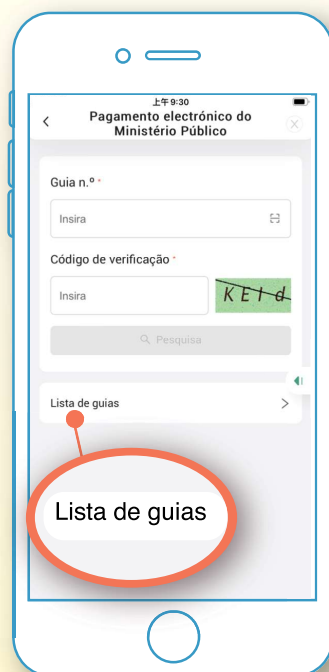 上午9:30
Pagamento electrónico do
Ministério Público
Guia n.º *
Insira
Código de verificação *
Insira
KEId
Pesquisa
Lista de guias
Lista de guias